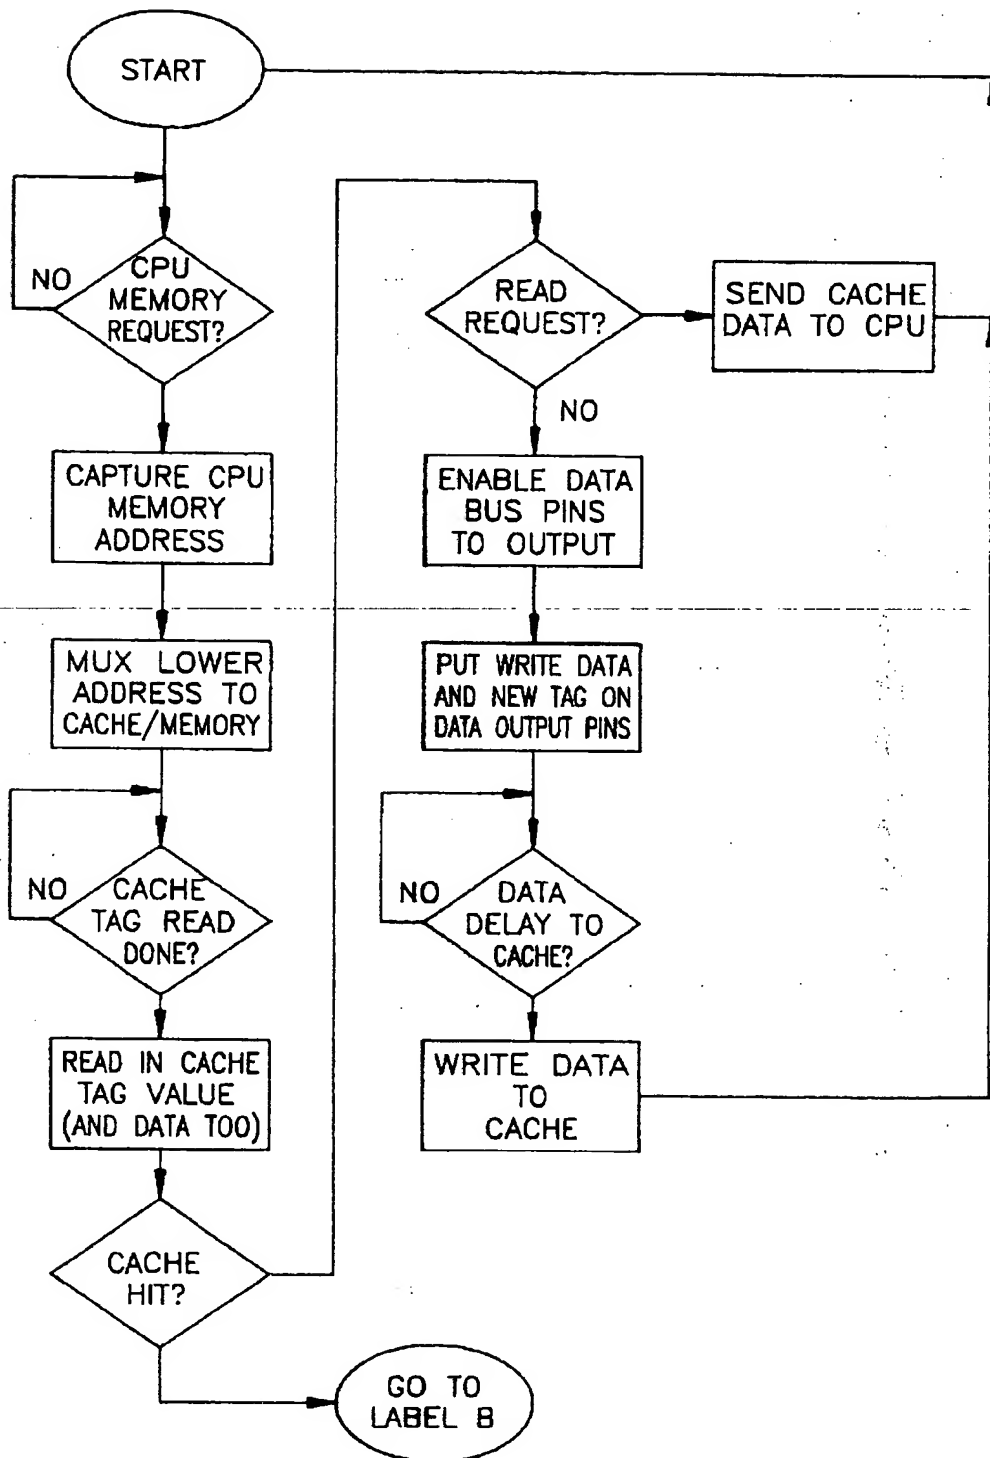 START
NO
CPU
MEMORY
REQUEST?
CAPTURE CPU
MEMORY
ADDRESS
MUX LOWER
ADDRESS TO
CACHE/MEMORY
NO
CACHE
TAG READ
DONE?
READ IN CACHE
TAG VALUE
(AND DATA TOO)
CACHE
HIT?
GO TO
LABEL B
READ
REQUEST?
SEND CACHE
DATA TO CPU
NO
ENABLE DATA
BUS PINS
TO OUTPUT
PUT WRITE DATA
AND NEW TAG ON
DATA OUTPUT PINS
NO
DATA
DELAY TO
CACHE?
WRITE DATA
TO
CACHE